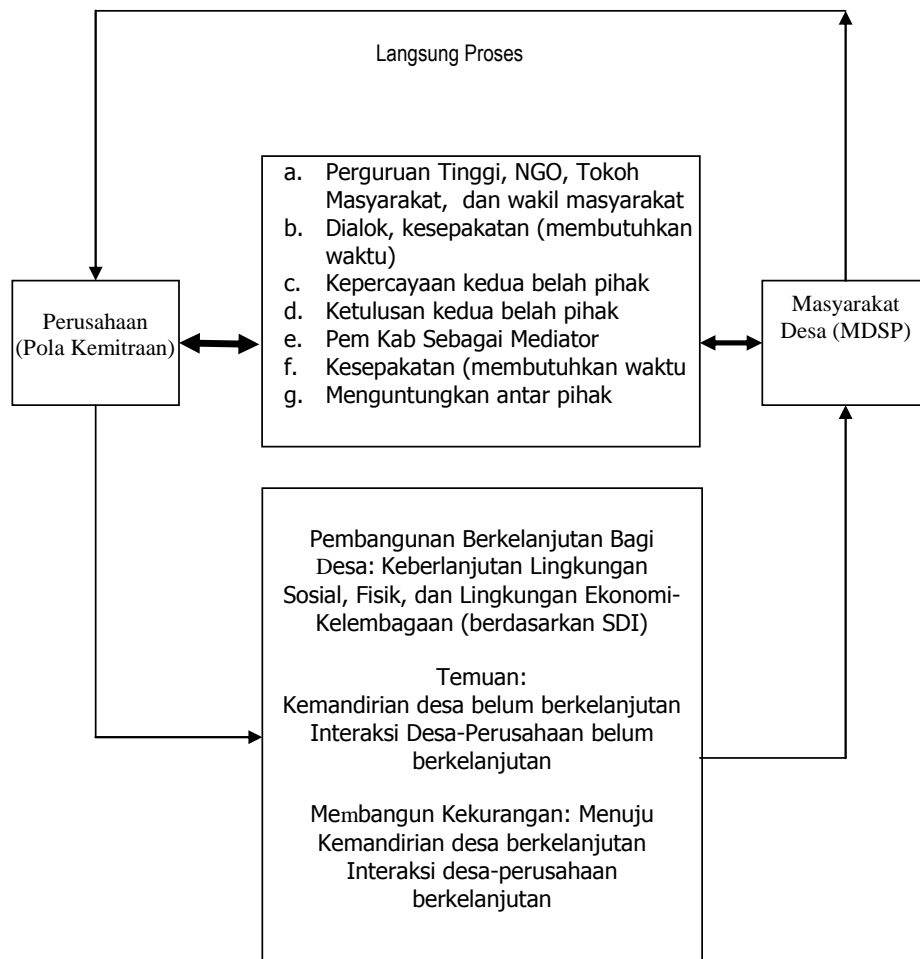 Langsung Proses
a. Perguruan Tinggi, NGO, Tokoh
Masyarakat, dan wakil masyarakat
b. Dialok, kesepakatan (membutuhkan
waktu)
c. Kepercayaan kedua belah pihak
d. Ketulusan kedua belah pihak
e. Pem Kab Sebagai Mediator
f. Kesepakatan (membutuhkan waktu
g. Menguntungkan antar pihak
Perusahaan
(Pola Kemitraan)
Masyarakat
Desa (MDSP)
Pembangunan Berkelanjutan Bagi
Desa: Keberlanjutan Lingkungan
Sosial, Fisik, dan Lingkungan Ekonomi-
Kelembagaan (berdasarkan SDI)
Temuan:
Kemandirian desa belum berkelanjutan
Interaksi Desa-Perusahaan belum
berkelanjutan
Membangun Kekurangan: Menuju
Kemandirian desa berkelanjutan
Interaksi desa-perusahaan
berkelanjutan